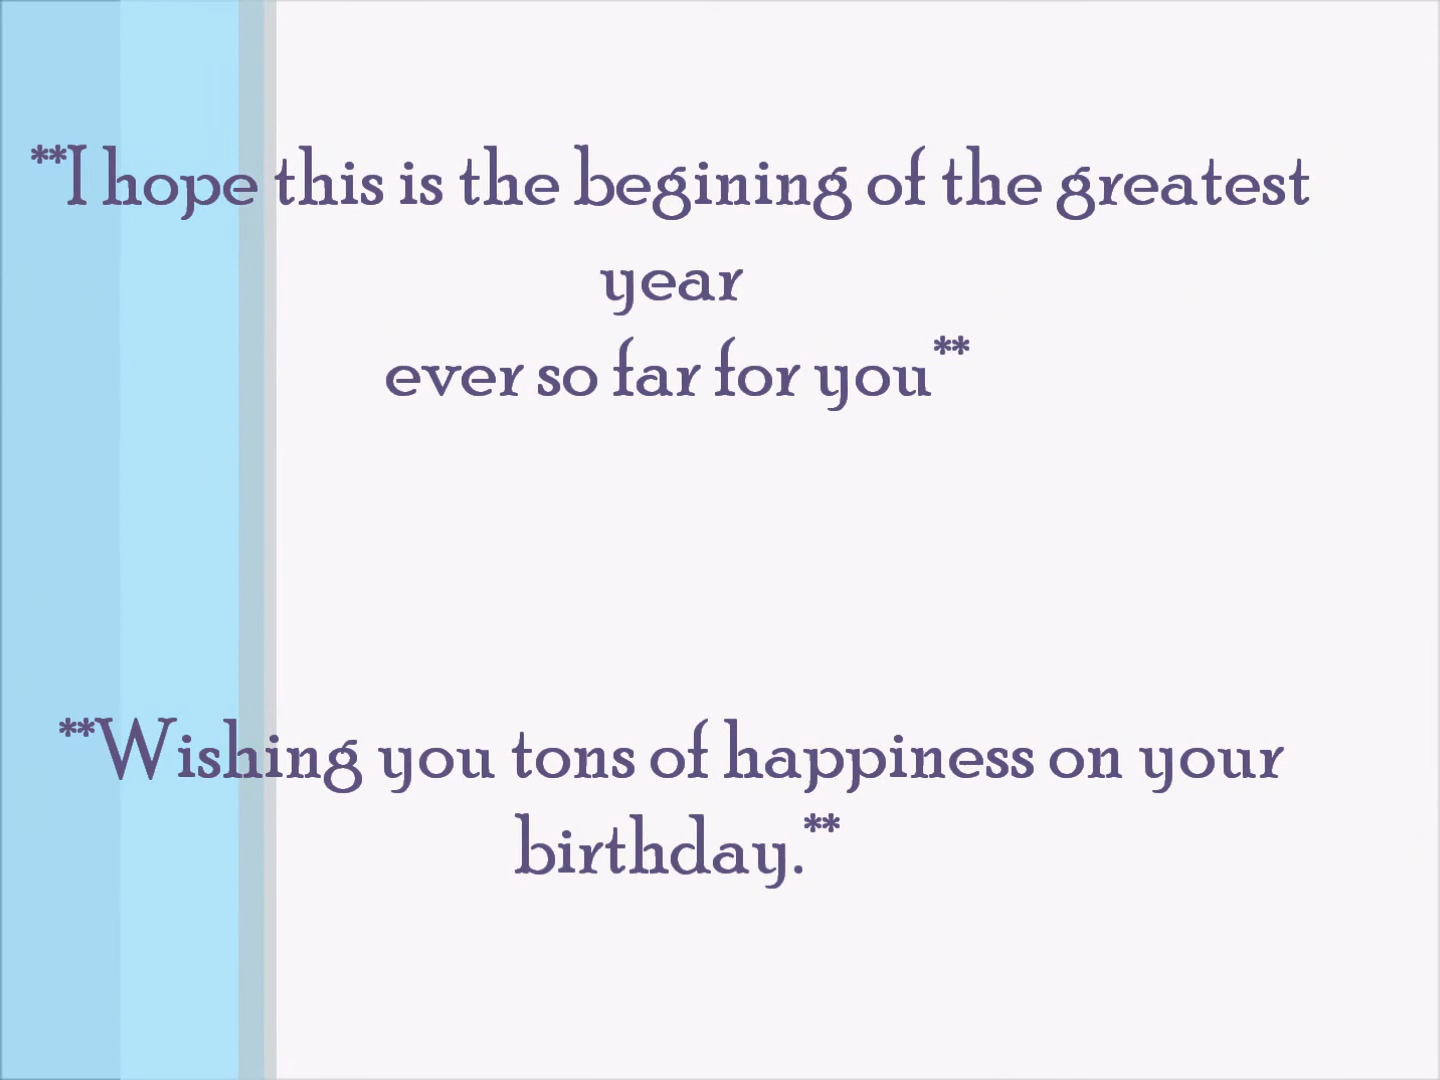 **I hope this is the begining of the greatest
year
ever so far for you**
**Wishing you tons of happiness on your
birthday.**